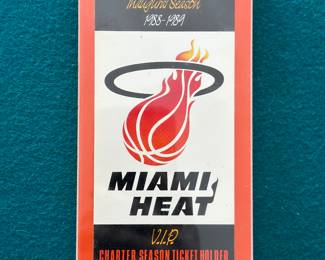 Inaugural Season
1988-1989
MIAMI
HEAT
V.I.P.
CHARTER SEASON TICKET HOLDER